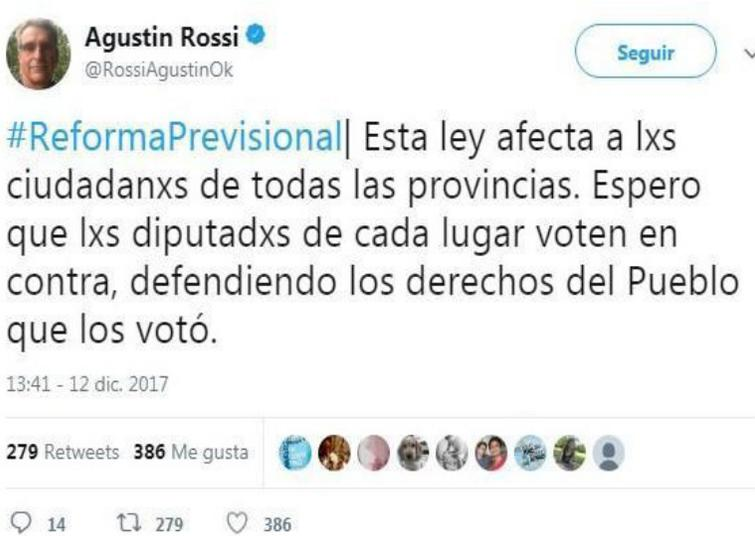 Agustin Rossi
@RossiAgustinOk
Seguir
#ReformaPrevisional| Esta ley afecta a lxs
ciudadanxs de todas las provincias. Espero
que lxs diputadxs de cada lugar voten en
contra, defendiendo los derechos del Pueblo
que los votó.
13:41 - 12 dic. 2017
279 Retweets 386 Me gusta
14 279 386